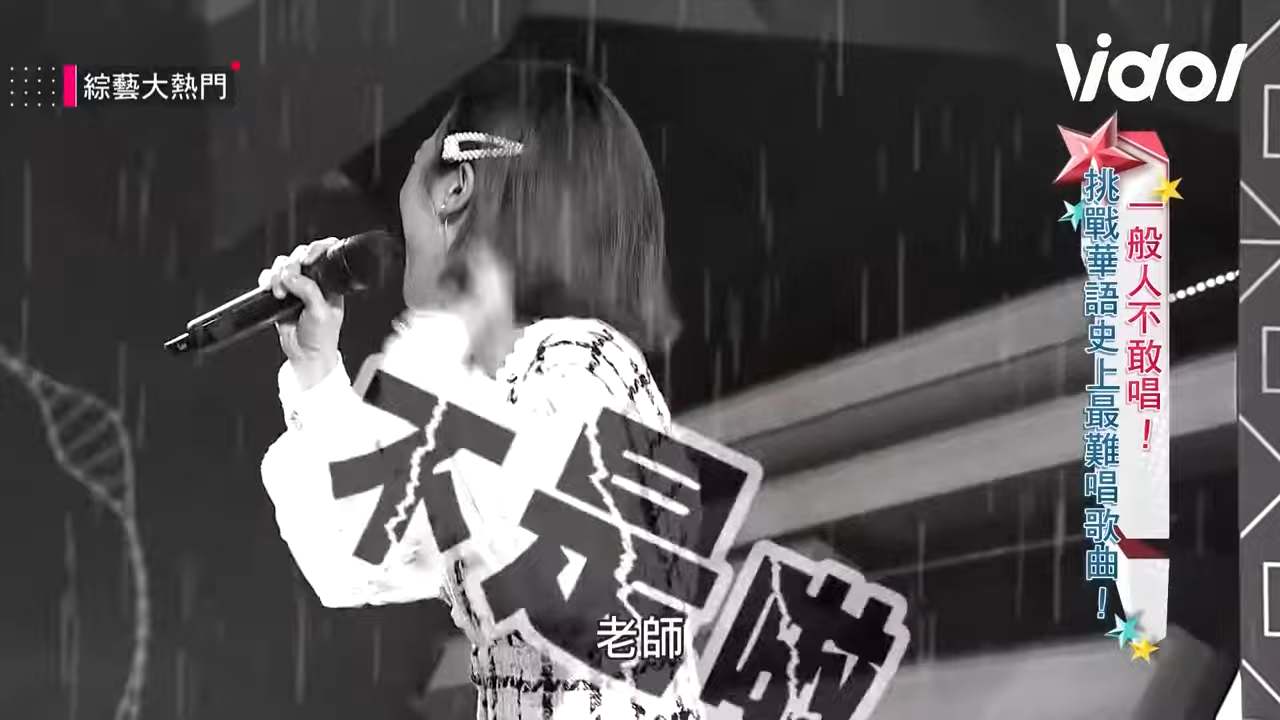 綜藝大熱門
Vidol
一般人不敢唱！
挑戰華語史上最難唱歌曲！
不是啦
老師